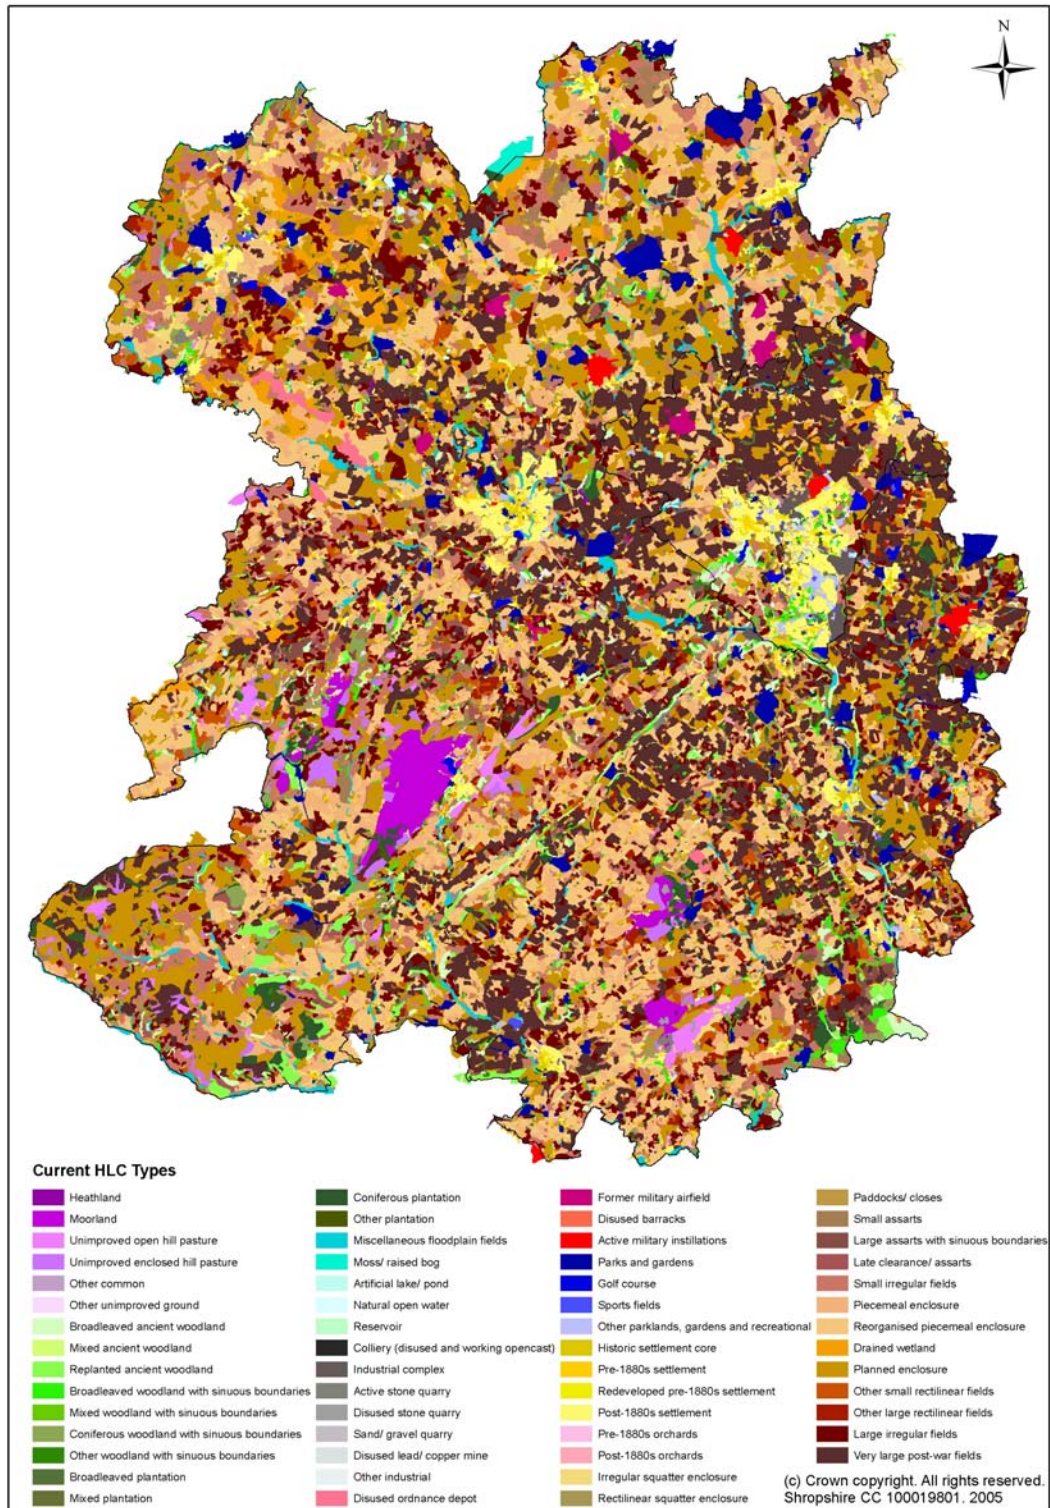 N
Current HLC Types
Heathland
Moorland
Unimproved open hill pasture
Unimproved enclosed hill pasture
Other common
Other unimproved ground
Broadleaved ancient woodland
Mixed ancient woodland
Replanted ancient woodland
Broadleaved woodland with sinuous boundaries
Mixed woodland with sinuous boundaries
Coniferous woodland with sinuous boundaries
Other woodland with sinuous boundaries
Broadleaved plantation
Mixed plantation
Coniferous plantation
Other plantation
Miscellaneous floodplain fields
Moss/ raised bog
Artificial lake/ pond
Natural open water
Reservoir
Colliery (disused and working opencast)
Industrial complex
Active stone quarry
Disused stone quarry
Sand/ gravel quarry
Disused lead/ copper mine
Other industrial
Disused ordnance depot
Former military airfield
Disused barracks
Active military instillations
Parks and gardens
Golf course
Sports fields
Other parklands, gardens and recreational
Historic settlement core
Pre-1880s settlement
Redeveloped pre-1880s settlement
Post-1880s settlement
Pre-1880s orchards
Post-1880s orchards
Irregular squatter enclosure
Rectilinear squatter enclosure
Paddocks/ closes
Small assarts
Large assarts with sinuous boundaries
Late clearance/ assarts
Small irregular fields
Piecemeal enclosure
Reorganised piecemeal enclosure
Drained wetland
Planned enclosure
Other small rectilinear fields
Other large rectilinear fields
Large irregular fields
Very large post-war fields
(c) Crown copyright. All rights reserved.
Shropshire CC 100019801. 2005